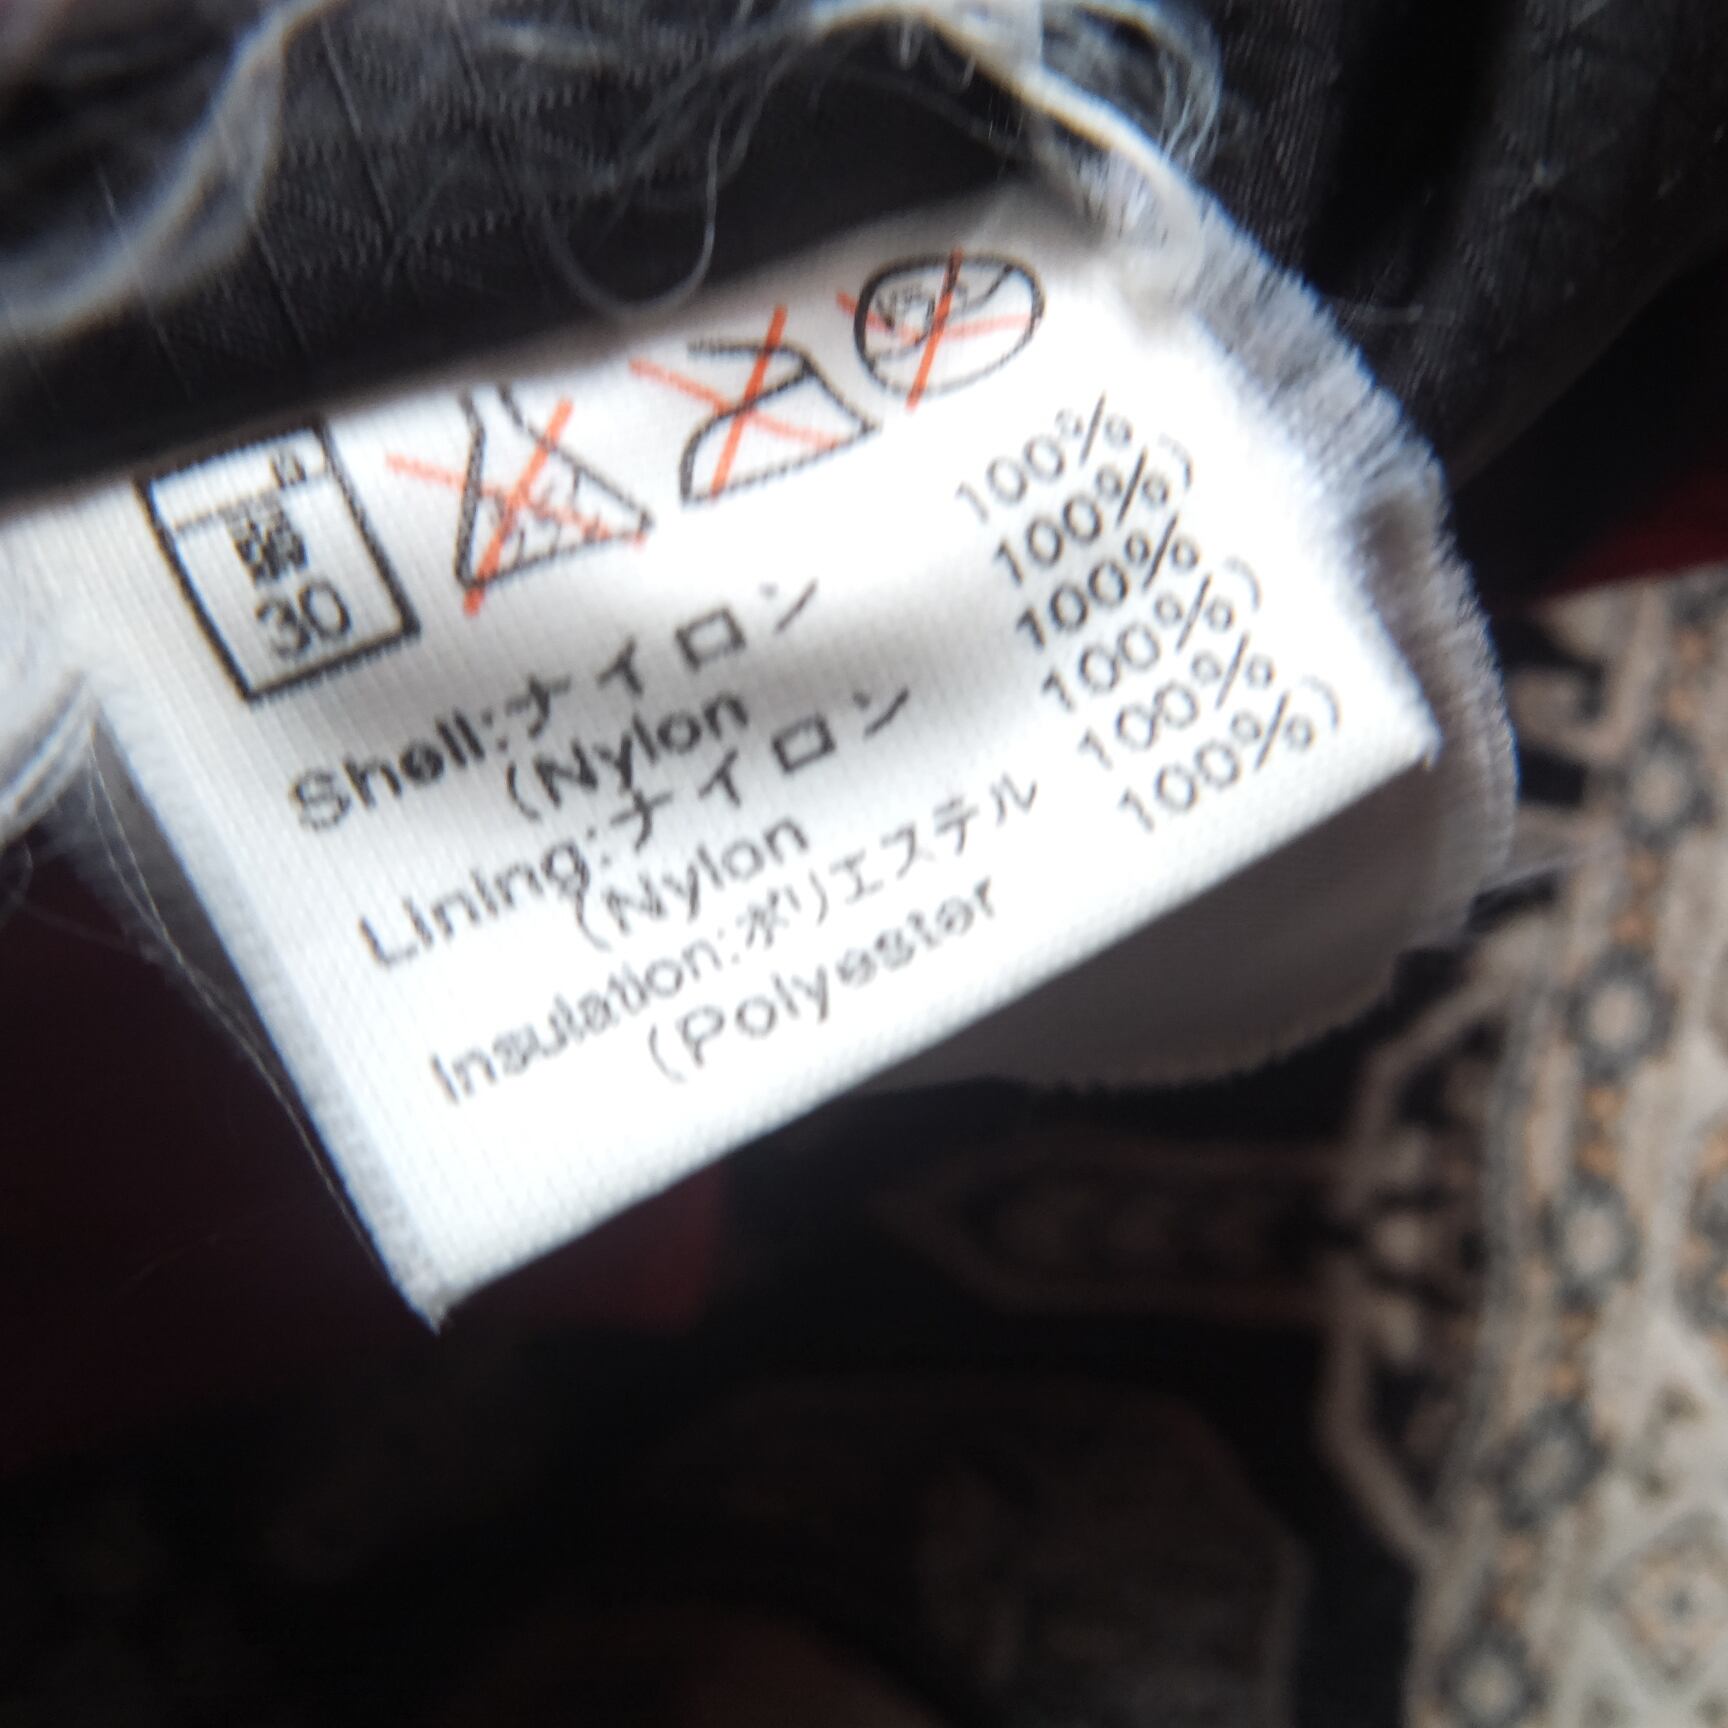 30
Shell:ナイロン 100%
(Nylon 100%)
Lining:ナイロン 100%
(Nylon 100%)
Insulation:ポリエステル 100%
(Polyester 100%)